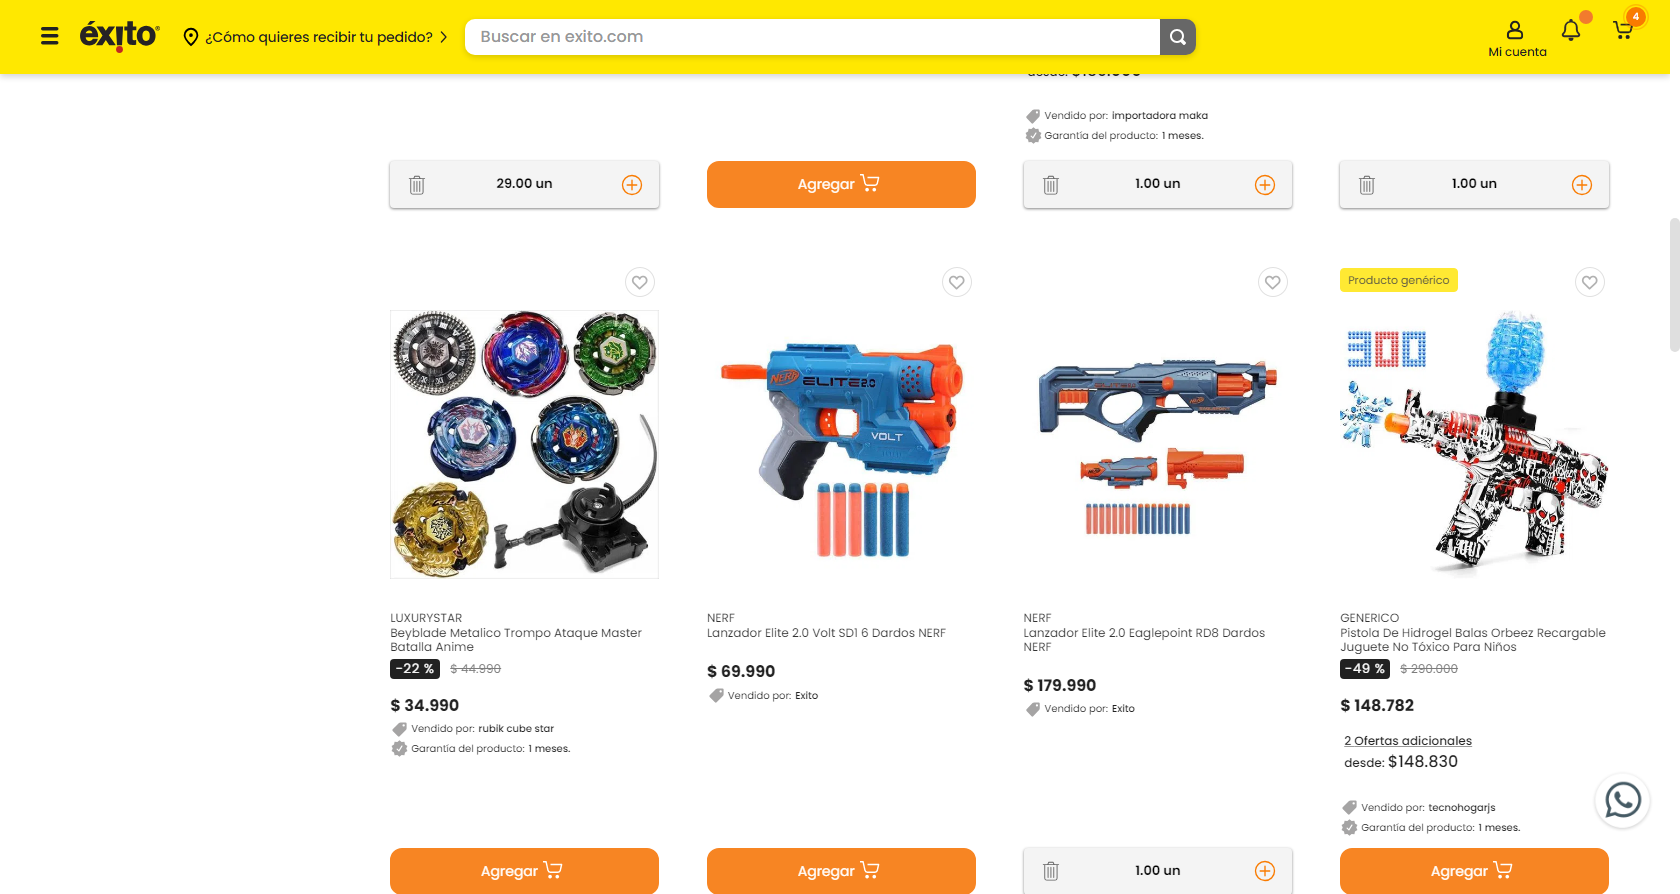 éxito
¿Cómo quieres recibir tu pedido?
Buscar en exito.com
4
Mi cuenta
Vendido por: importadora maka
Garantía del producto: 1 meses.
29.00 un
Agregar
1.00 un
1.00 un
Producto genérico
NERF
ELITE 2.0
VOLT
300
LUXURYSTAR
Beyblade Metalico Trompo Ataque Master
Batalla Anime
-22 %
$ 44.990
$ 34.990
Vendido por: rubik cube star
Garantía del producto: 1 meses.
NERF
Lanzador Elite 2.0 Volt SD1 6 Dardos NERF
$ 69.990
Vendido por: Exito
NERF
Lanzador Elite 2.0 Eaglepoint RD8 Dardos
NERF
$ 179.990
Vendido por: Exito
GENERICO
Pistola De Hidrogel Balas Orbeez Recargable
Juguete No Tóxico Para Niños
-49 %
$ 290.000
$ 148.782
2 Ofertas adicionales
desde: $148.830
Vendido por: tecnohogarjs
Garantía del producto: 1 meses.
Agregar
Agregar
1.00 un
Agregar